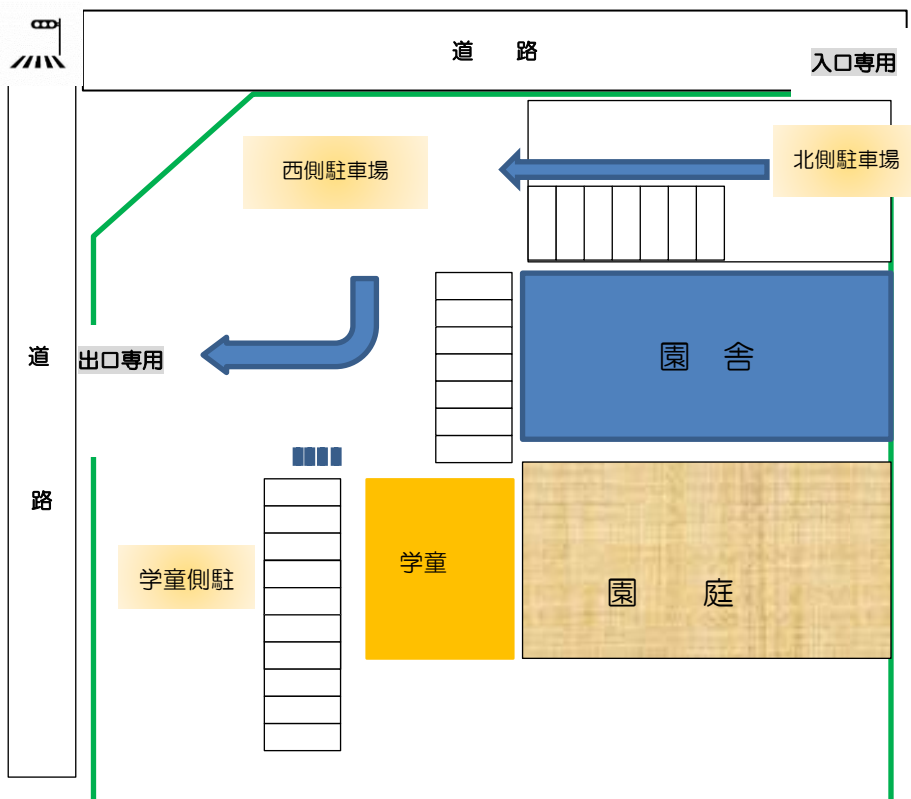 道　路
入口専用
西側駐車場
北側駐車場
道
路
出口専用
園　舎
学童
学童側駐
園　庭